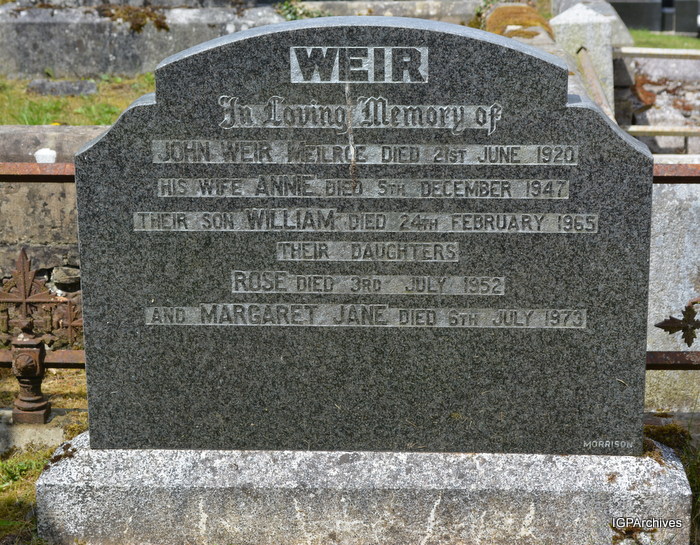 WEIR
In Loving Memory of
JOHN WEIR MEILROE DIED 21ST JUNE 1920
HIS WIFE ANNIE DIED 5TH DECEMBER 1947
THEIR SON WILLIAM DIED 24TH FEBRUARY 1965
THEIR DAUGHTERS
ROSE DIED 3RD JULY 1952
AND MARGARET JANE DIED 6TH JULY 1973
MORRISON
IGPArchives